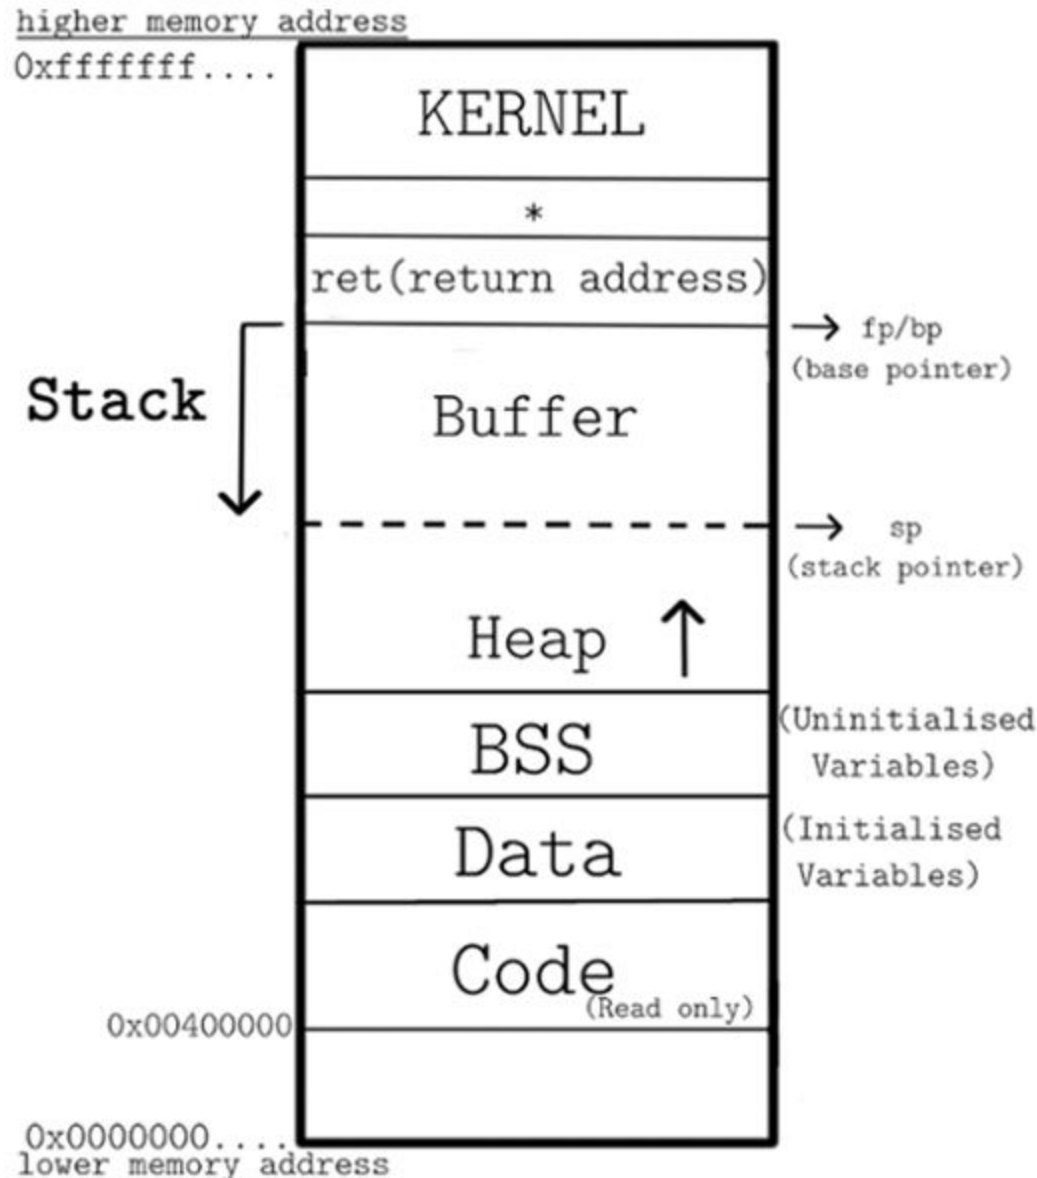 higher memory address
0xfffffff....
KERNEL
*
ret(return address)
fp/bp
(base pointer)
Stack
Buffer
sp
(stack pointer)
Heap
BSS
(Uninitialised
Variables)
Data
(Initialised
Variables)
Code
(Read only)
0x00400000
0x0000000....
lower memory address